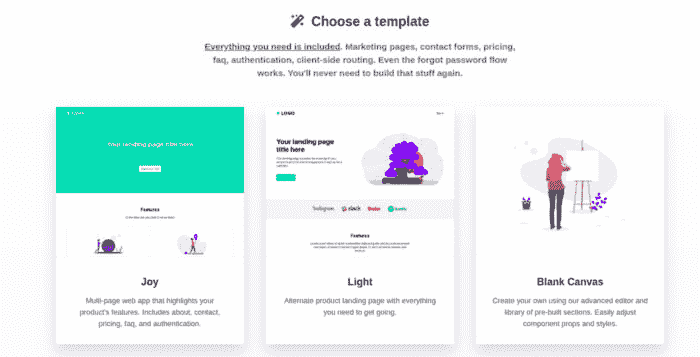 Choose a template
Everything you need is included. Marketing pages, contact forms, pricing,
faq, authentication, client-side routing. Even the forgot password flow
works. You'll never need to build that stuff again.
Your landing page title here
Features
Joy
Multi-page web app that highlights your
product's features. Includes about, contact,
pricing, faq, and authentication.
LOGO
Your landing page
title here
Instagram slack
Features
Light
Alternate product landing page with everything
you need to get going.
Blank Canvas
Create your own using our advanced editor and
library of pre-built sections. Easily adjust
component props and styles.